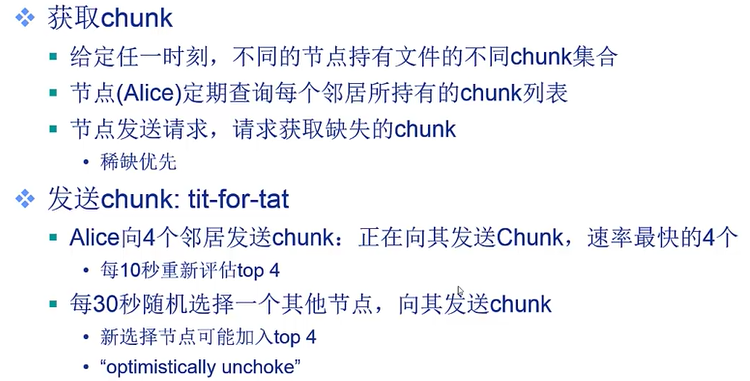 获取chunk
给定任一时刻，不同的节点持有文件的不同chunk集合
节点(Alice)定期查询每个邻居所持有的chunk列表
节点发送请求，请求获取缺失的chunk
稀缺优先
发送chunk: tit-for-tat
Alice向4个邻居发送chunk：正在向其发送Chunk，速率最快的4个
每10秒重新评估top 4
每30秒随机选择一个其他节点，向其发送chunk
新选择节点可能加入top 4
“optimistically unchoke”